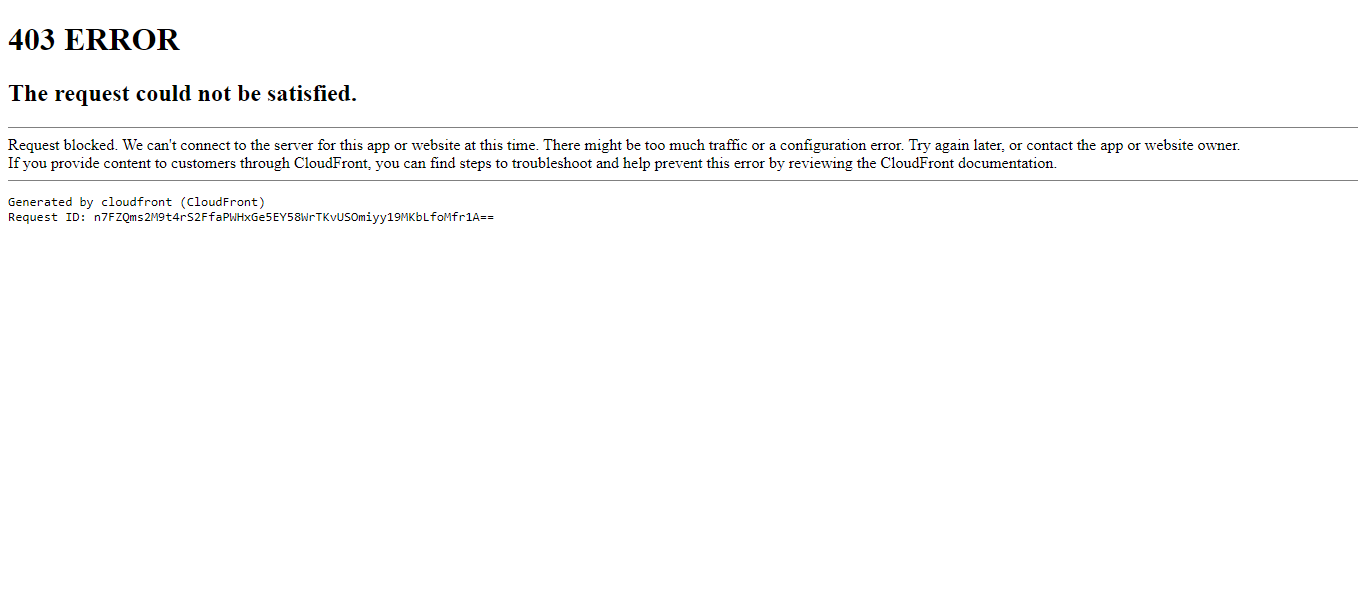 403 ERROR
The request could not be satisfied.
Request blocked. We can't connect to the server for this app or website at this time. There might be too much traffic or a configuration error. Try again later, or contact the app or website owner.
If you provide content to customers through CloudFront, you can find steps to troubleshoot and help prevent this error by reviewing the CloudFront documentation.
Generated by cloudfront (CloudFront)
Request ID: n7FZQms2M9t4rS2FfaPWHxGe5EY58WrTKvUSOmiyy19MKbLfoMfr1A==